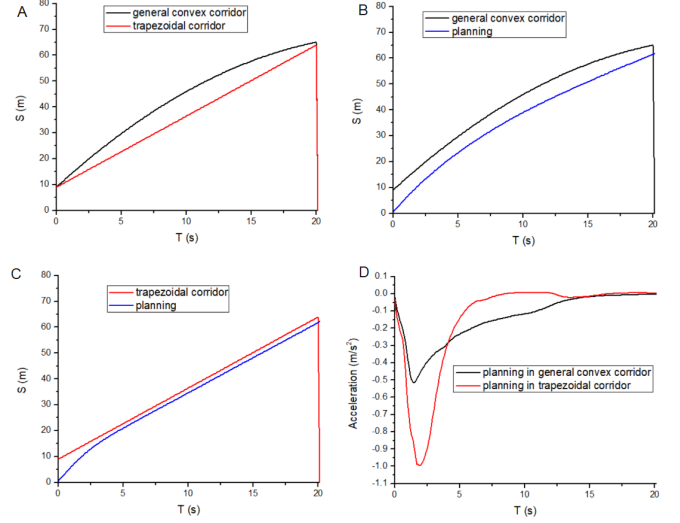 A
general convex corridor
trapezoidal corridor
S (m)
80
70
60
50
40
30
20
10
0
0 5 10 15 20
T (s)
B
general convex corridor
planning
S (m)
80
70
60
50
40
30
20
10
0
0 5 10 15 20
T (s)
C
trapezoidal corridor
planning
S (m)
80
70
60
50
40
30
20
10
0
0 5 10 15 20
T (s)
D
planning in general convex corridor
planning in trapezoidal corridor
Acceleration (m/s²)
0.1
0.0
-0.1
-0.2
-0.3
-0.4
-0.5
-0.6
-0.7
-0.8
-0.9
-1.0
-1.1
0 5 10 15 20
T (s)